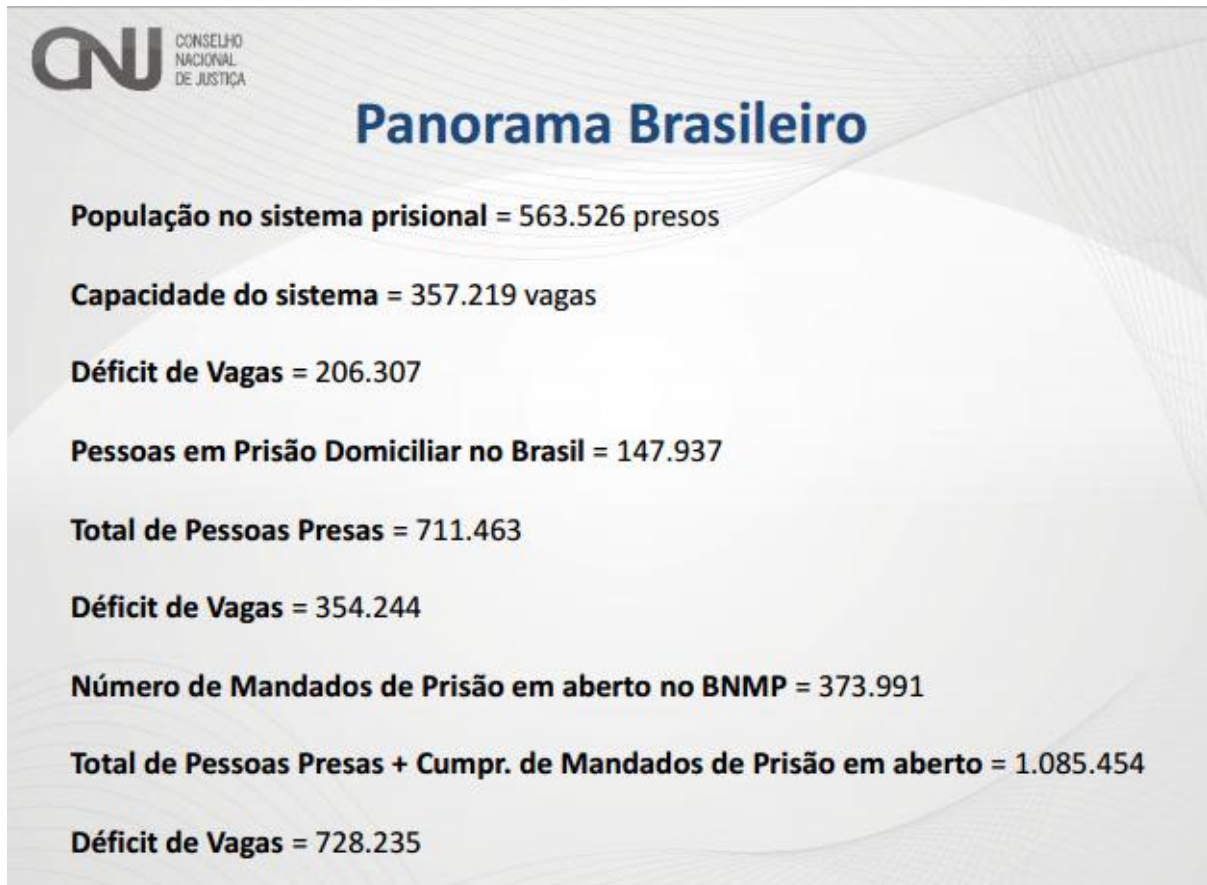 CNJ
CONSELHO
NACIONAL
DE JUSTIÇA
Panorama Brasileiro
População no sistema prisional = 563.526 presos
Capacidade do sistema = 357.219 vagas
Déficit de Vagas = 206.307
Pessoas em Prisão Domiciliar no Brasil = 147.937
Total de Pessoas Presas = 711.463
Déficit de Vagas = 354.244
Número de Mandados de Prisão em aberto no BNMP = 373.991
Total de Pessoas Presas + Cumpr. de Mandados de Prisão em aberto = 1.085.454
Déficit de Vagas = 728.235